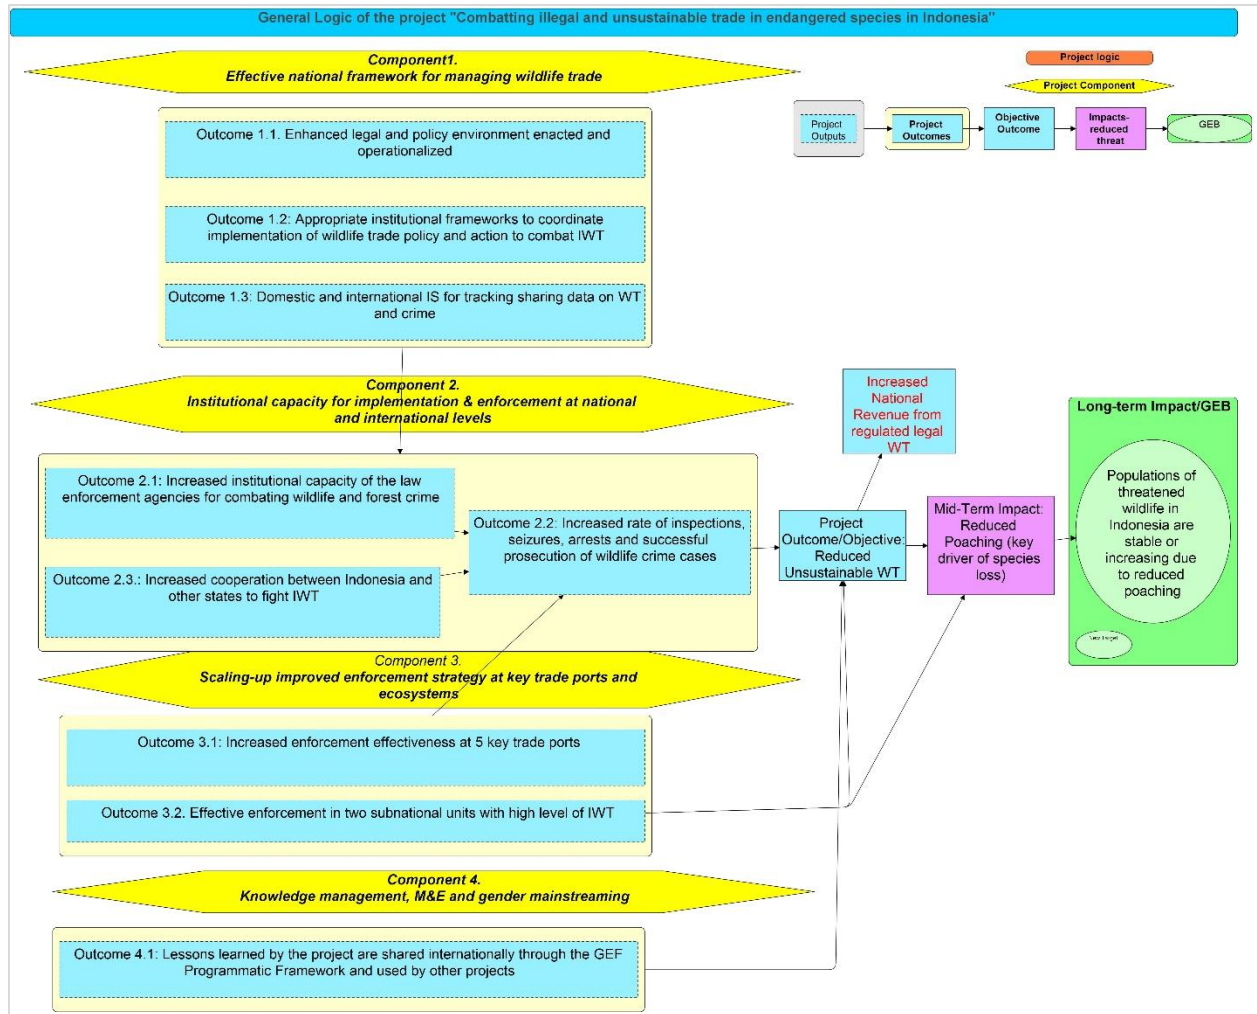 General Logic of the project "Combatting illegal and unsustainable trade in endangered species in Indonesia"
Component1.
Effective national framework for managing wildlife trade
Project logic
Project Component
Project
Outputs
Project
Outcomes
Objective
Outcome
Impacts-
reduced
threat
GEB
Outcome 1.1. Enhanced legal and policy environment enacted and
operationalized
Outcome 1.2: Appropriate institutional frameworks to coordinate
implementation of wildlife trade policy and action to combat IWT
Outcome 1.3: Domestic and international IS for tracking sharing data on WT
and crime
Component 2.
Institutional capacity for implementation & enforcement at national
and international levels
Outcome 2.1: Increased institutional capacity of the law
enforcement agencies for combating wildlife and forest crime
Outcome 2.2: Increased rate of inspections,
seizures, arrests and successful
prosecution of wildlife crime cases
Outcome 2.3.: Increased cooperation between Indonesia and
other states to fight IWT
Increased
National
Revenue from
regulated legal
WT
Project
Outcome/Objective:
Reduced
Unsustainable WT
Mid-Term Impact:
Reduced
Poaching (key
driver of species
loss)
Long-term Impact/GEB
Populations of
threatened
wildlife in
Indonesia are
stable or
increasing due
to reduced
poaching
Component 3.
Scaling-up improved enforcement strategy at key trade ports and
ecosystems
Outcome 3.1: Increased enforcement effectiveness at 5 key trade ports
Outcome 3.2. Effective enforcement in two subnational units with high level of IWT
Component 4.
Knowledge management, M&E and gender mainstreaming
Outcome 4.1: Lessons learned by the project are shared internationally through the GEF
Programmatic Framework and used by other projects